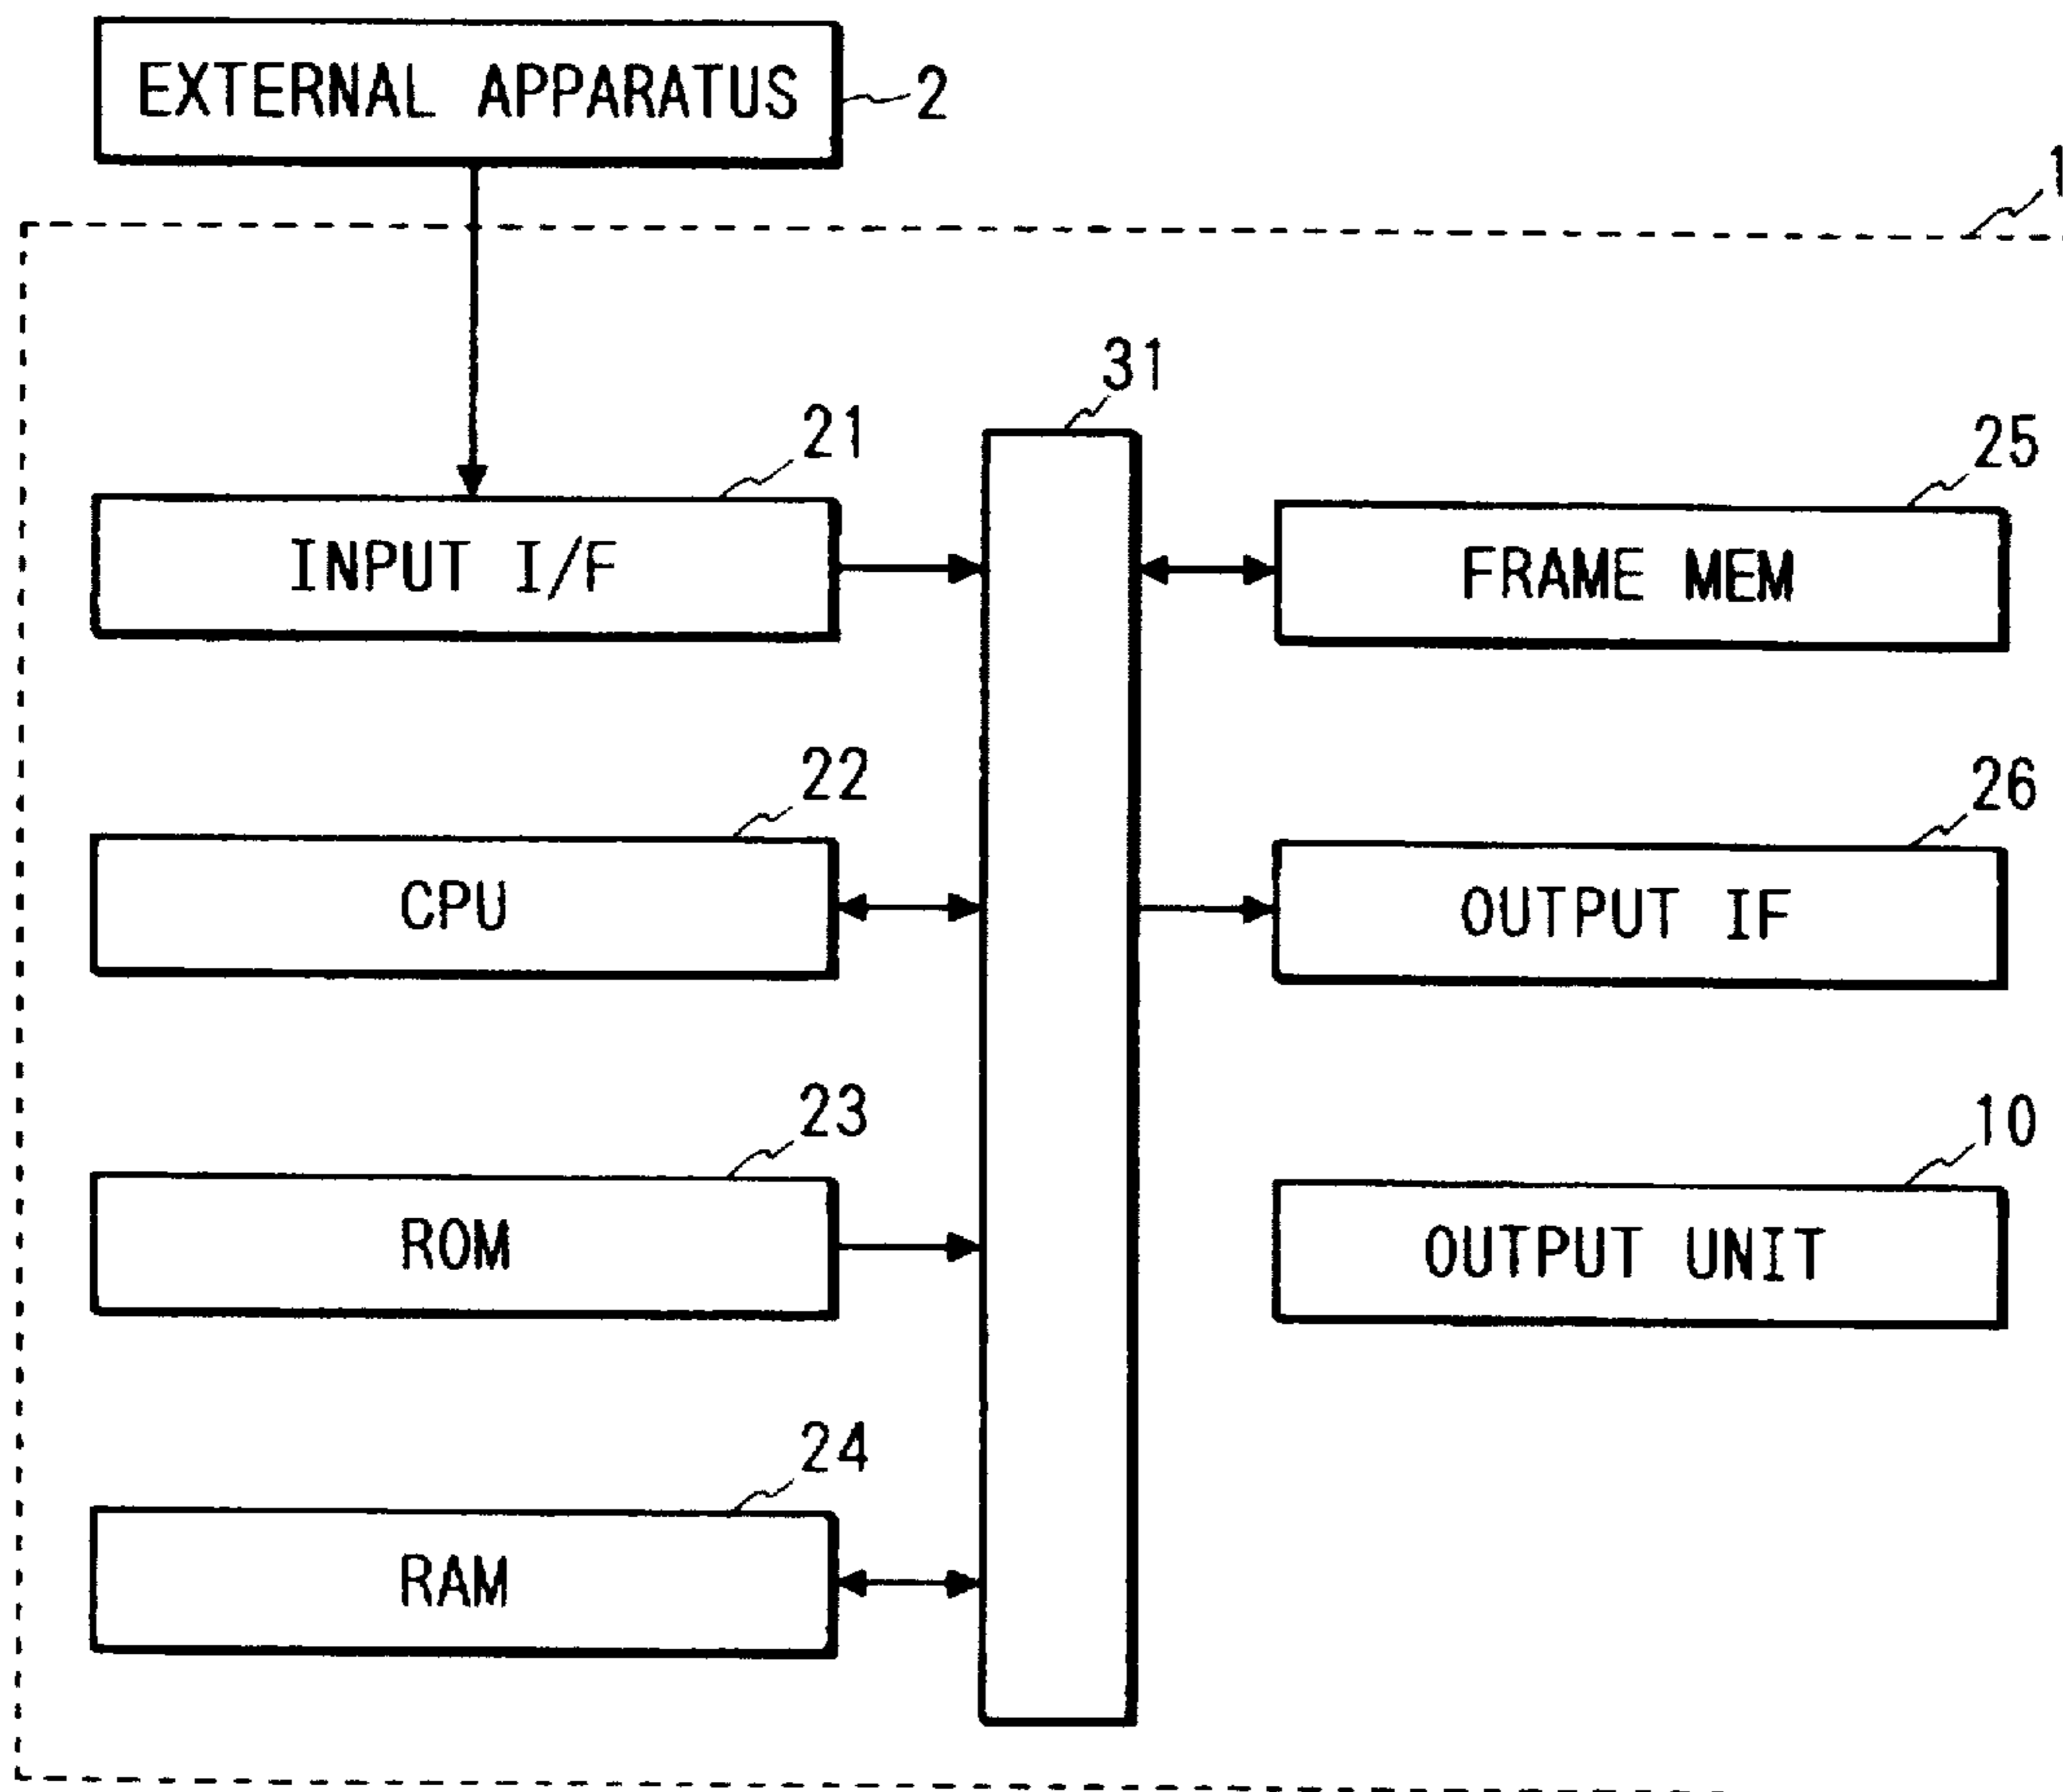 EXTERNAL APPARATUS
2
1
31
21
INPUT I/F
25
FRAME MEM
22
CPU
26
OUTPUT IF
23
ROM
10
OUTPUT UNIT
24
RAM